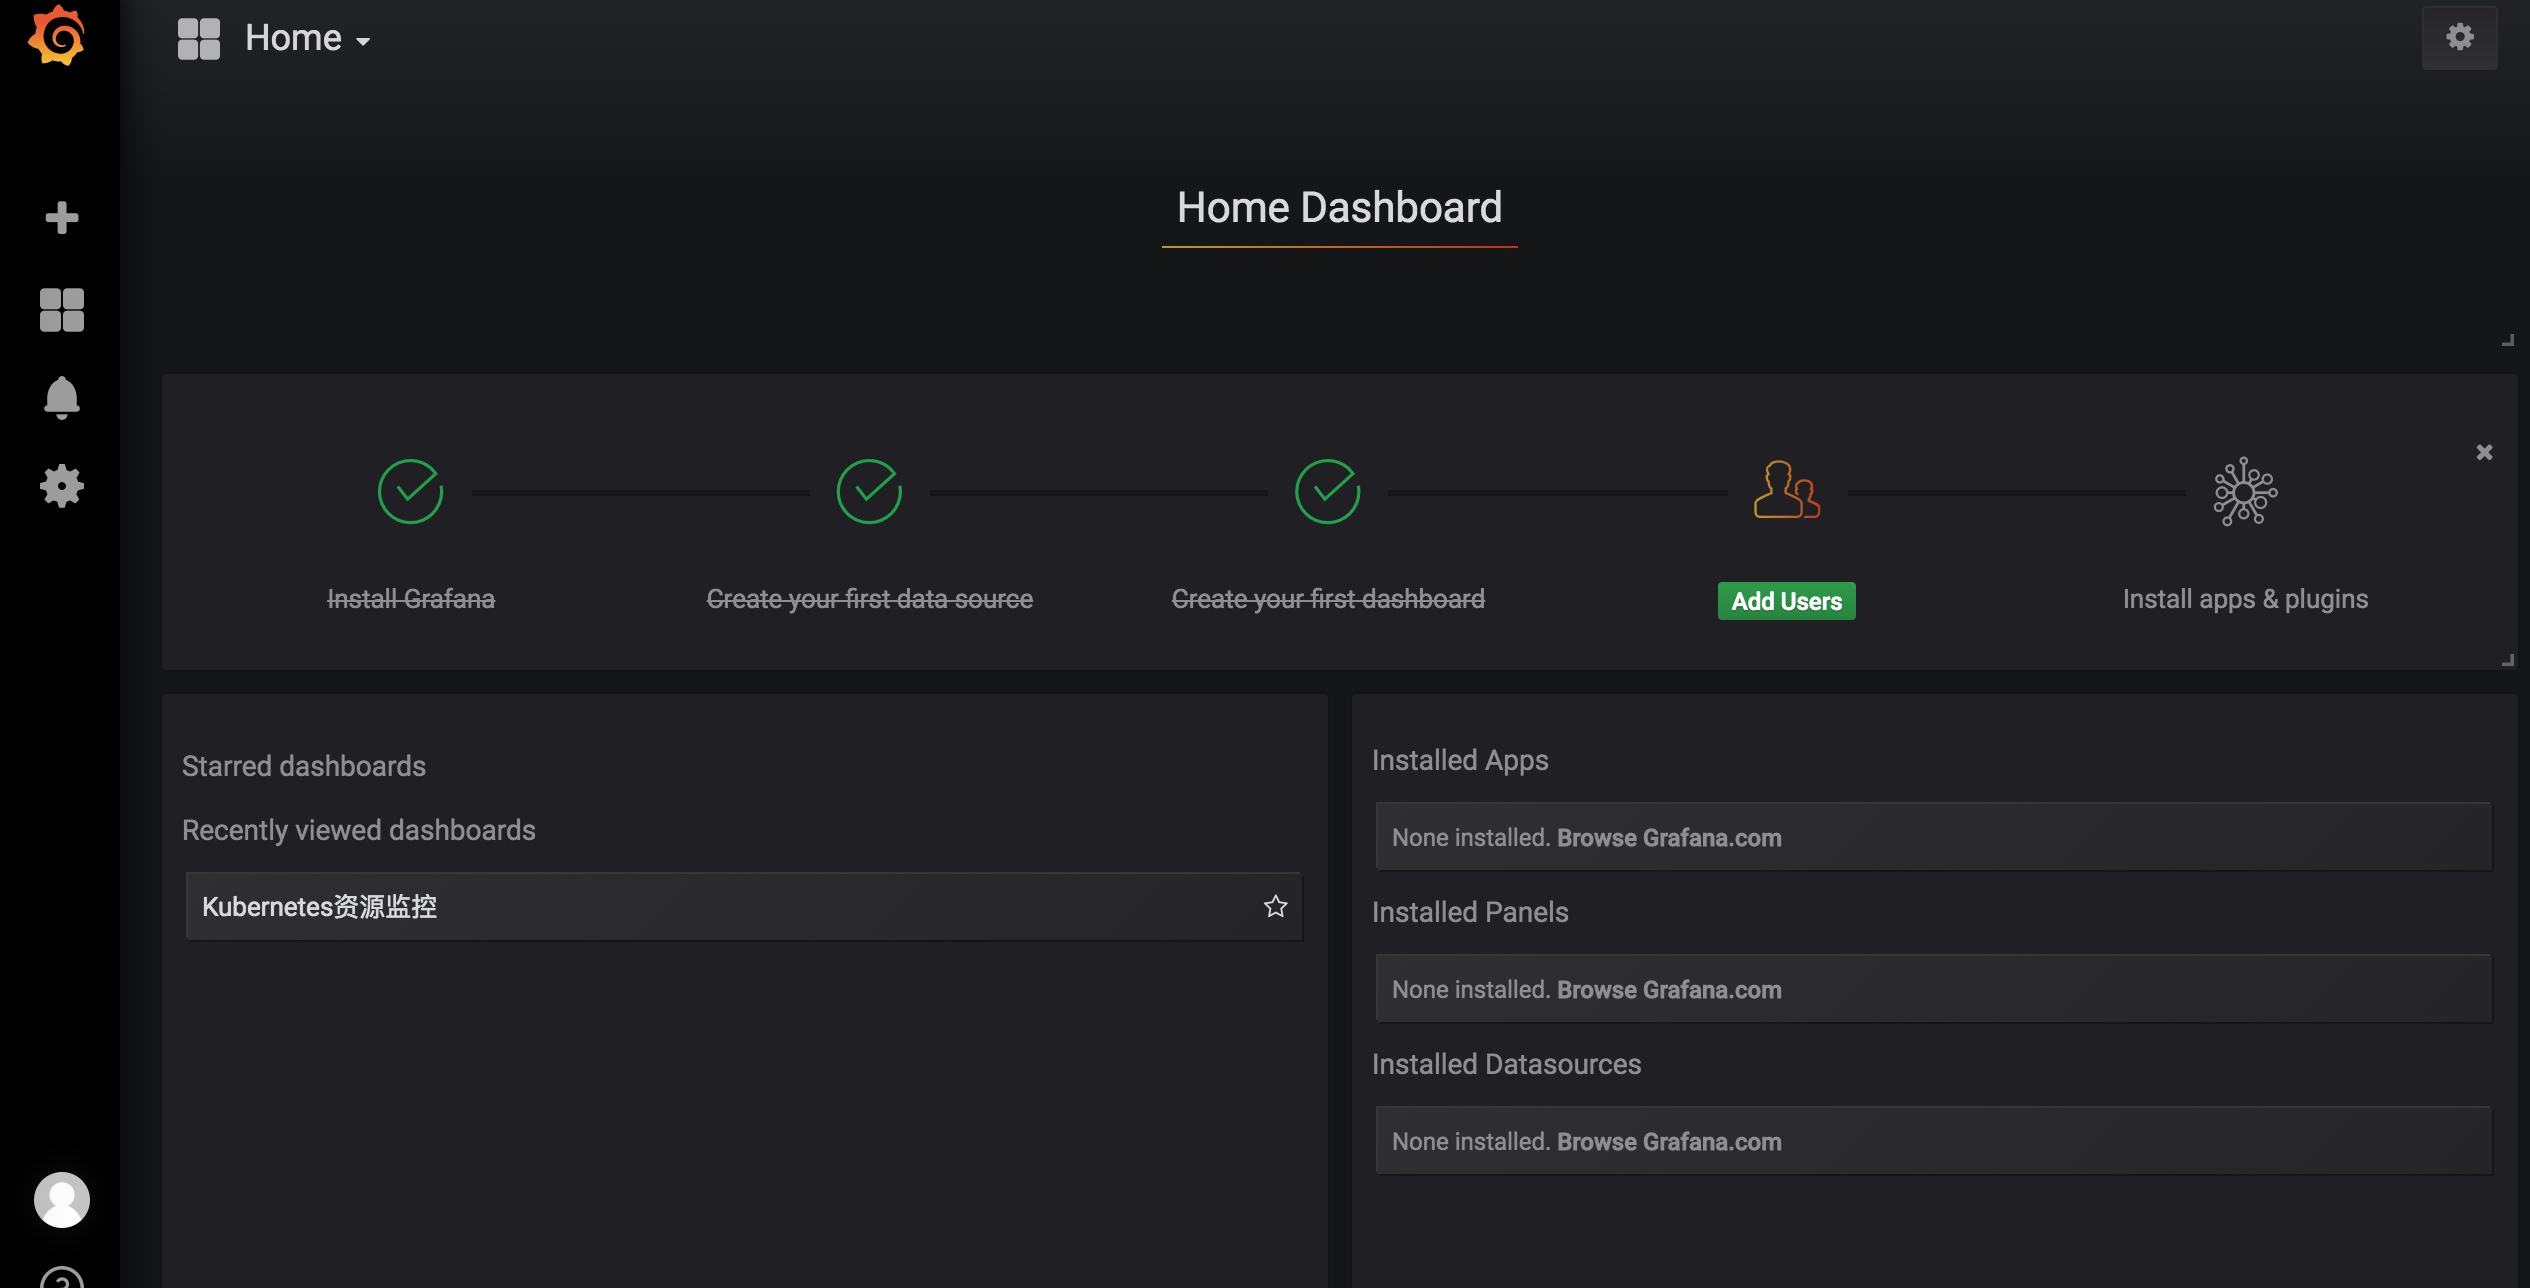 Home
Home Dashboard
Install Grafana
Create your first data source
Create your first dashboard
Add Users
Install apps & plugins
Starred dashboards
Recently viewed dashboards
Kubernetes资源监控
Installed Apps
None installed. Browse Grafana.com
Installed Panels
None installed. Browse Grafana.com
Installed Datasources
None installed. Browse Grafana.com